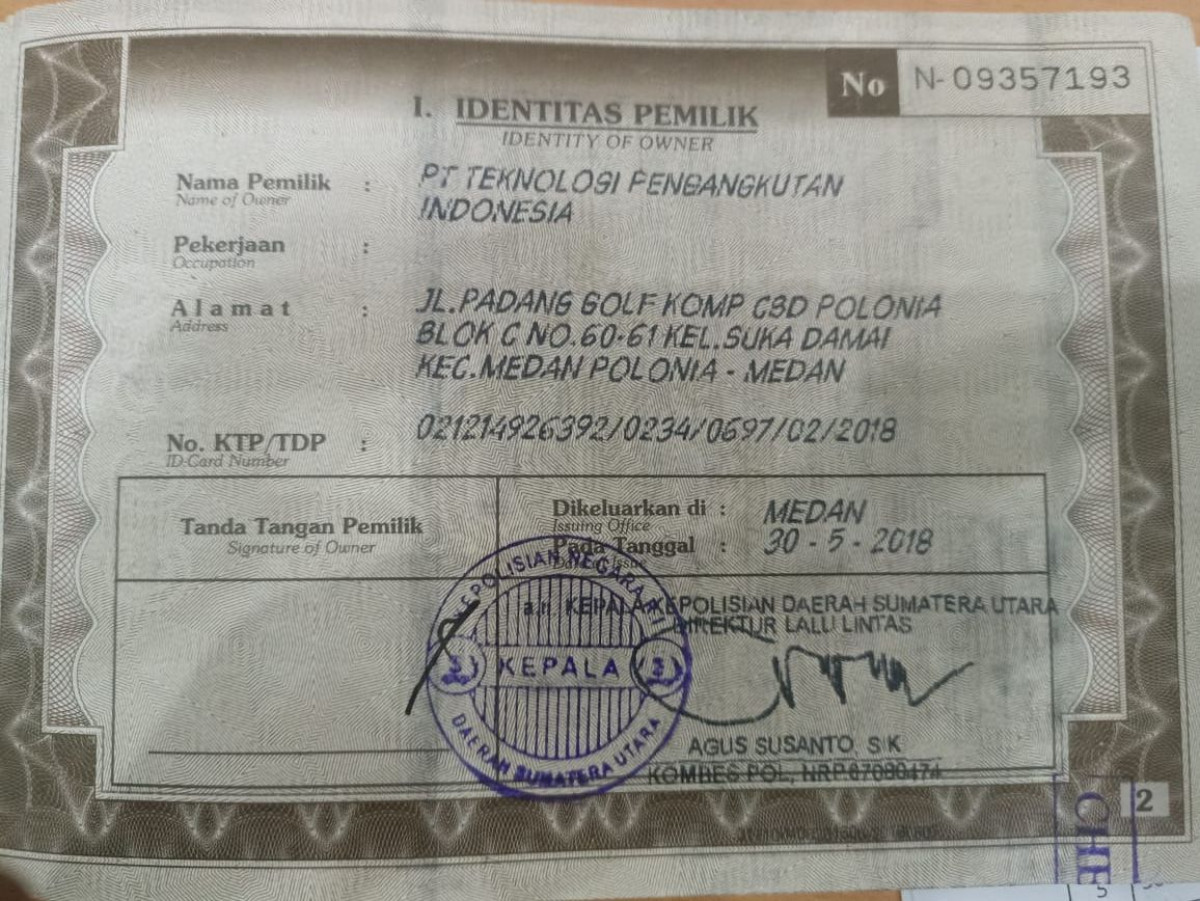 No N-09357193
I. IDENTITAS PEMILIK
IDENTITY OF OWNER
Nama Pemilik : PT TEKNOLOGI PENGANGKUTAN
Name of Owner
INDONESIA
Pekerjaan :
Occupation
Alamat : JL.PADANG GOLF KOMP CBD POLONIA
Address
BLOK C NO.60-61 KEL.SUKA DAMAI
KEC.MEDAN POLONIA - MEDAN
No. KTP/TDP : 021214926392/0234/0697/02/2018
ID-Card Number
Tanda Tangan Pemilik
Signature of Owner
Dikeluarkan di : MEDAN
Issuing Office
Pada Tanggal : 30 - 5 - 2018
KEPOLISIAN NEGARA RI
a.n. KEPALA KEPOLISIAN DAERAH SUMATERA UTARA
DIREKTUR LALU LINTAS
KEPALA
DAERAH SUMATERA UTARA
AGUS SUSANTO, SIK
KOMBES POL, NRP 67080474
2
CHE
5